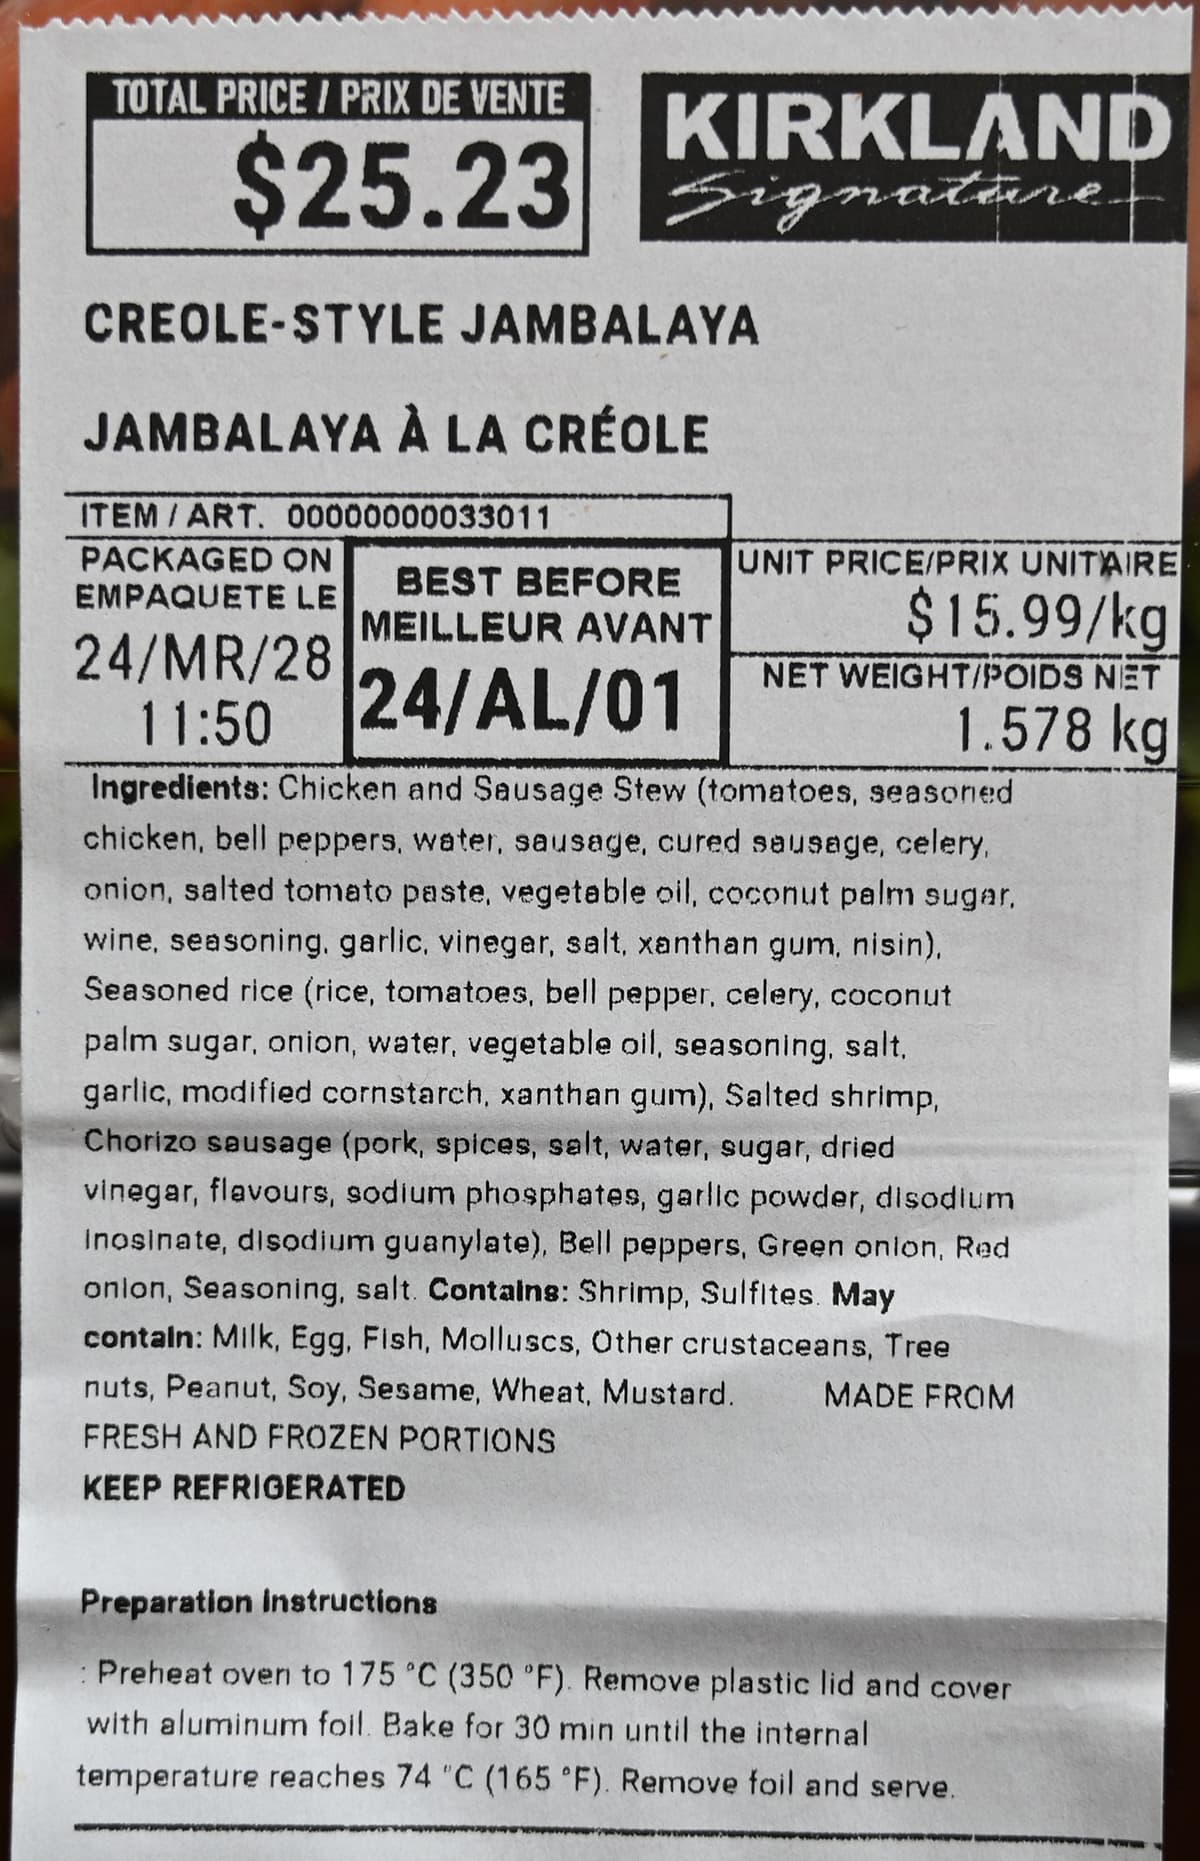 TOTAL PRICE / PRIX DE VENTE
$25.23
KIRKLAND
Signature
CREOLE-STYLE JAMBALAYA
JAMBALAYA À LA CRÉOLE
ITEM / ART. 00000000033011
PACKAGED ON
EMPAQUETE LE
24/MR/28
11:50
BEST BEFORE
MEILLEUR AVANT
24/AL/01
UNIT PRICE/PRIX UNITAIRE
$15.99/kg
NET WEIGHT/POIDS NET
1.578 kg
Ingredients: Chicken and Sausage Stew (tomatoes, seasoned
chicken, bell peppers, water, sausage, cured sausage, celery,
onion, salted tomato paste, vegetable oil, coconut palm sugar,
wine, seasoning, garlic, vinegar, salt, xanthan gum, nisin),
Seasoned rice (rice, tomatoes, bell pepper, celery, coconut
palm sugar, onion, water, vegetable oil, seasoning, salt,
garlic, modified cornstarch, xanthan gum), Salted shrimp,
Chorizo sausage (pork, spices, salt, water, sugar, dried
vinegar, flavours, sodium phosphates, garlic powder, disodium
inosinate, disodium guanylate), Bell peppers, Green onion, Red
onion, Seasoning, salt. Contains: Shrimp, Sulfites. May
contain: Milk, Egg, Fish, Molluscs, Other crustaceans, Tree
nuts, Peanut, Soy, Sesame, Wheat, Mustard. MADE FROM
FRESH AND FROZEN PORTIONS
KEEP REFRIGERATED
Preparation Instructions
: Preheat oven to 175 °C (350 °F). Remove plastic lid and cover
with aluminum foil. Bake for 30 min until the internal
temperature reaches 74 °C (165 °F). Remove foil and serve.